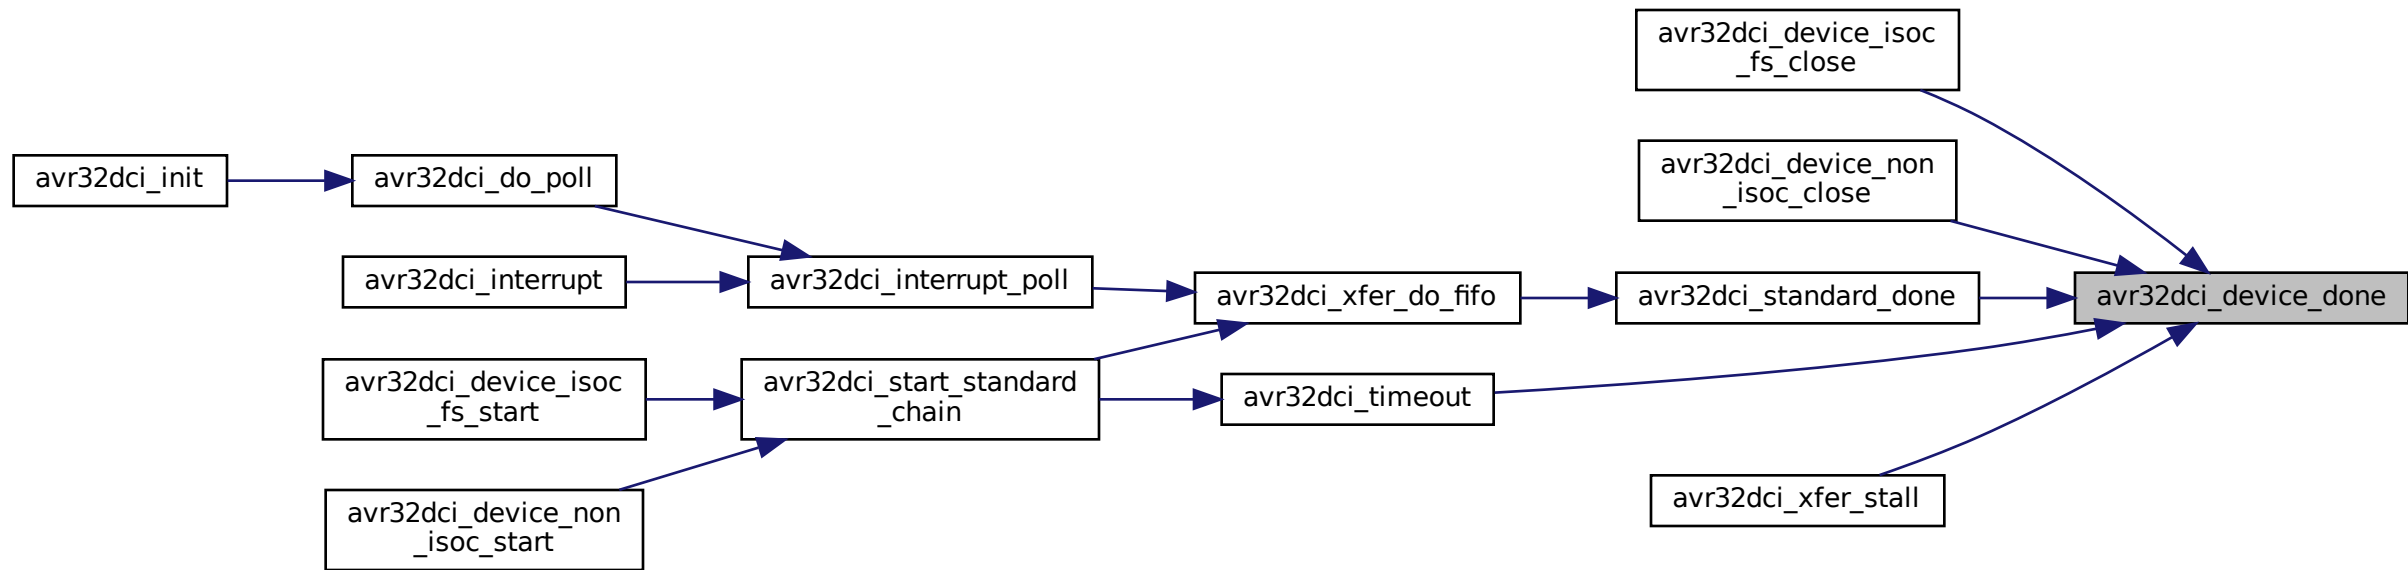 avr32dci_device_isoc
_fs_close
avr32dci_device_non
_isoc_close
avr32dci_init
avr32dci_do_poll
avr32dci_interrupt
avr32dci_interrupt_poll
avr32dci_xfer_do_fifo
avr32dci_standard_done
avr32dci_device_done
avr32dci_device_isoc
_fs_start
avr32dci_start_standard
_chain
avr32dci_timeout
avr32dci_device_non
_isoc_start
avr32dci_xfer_stall